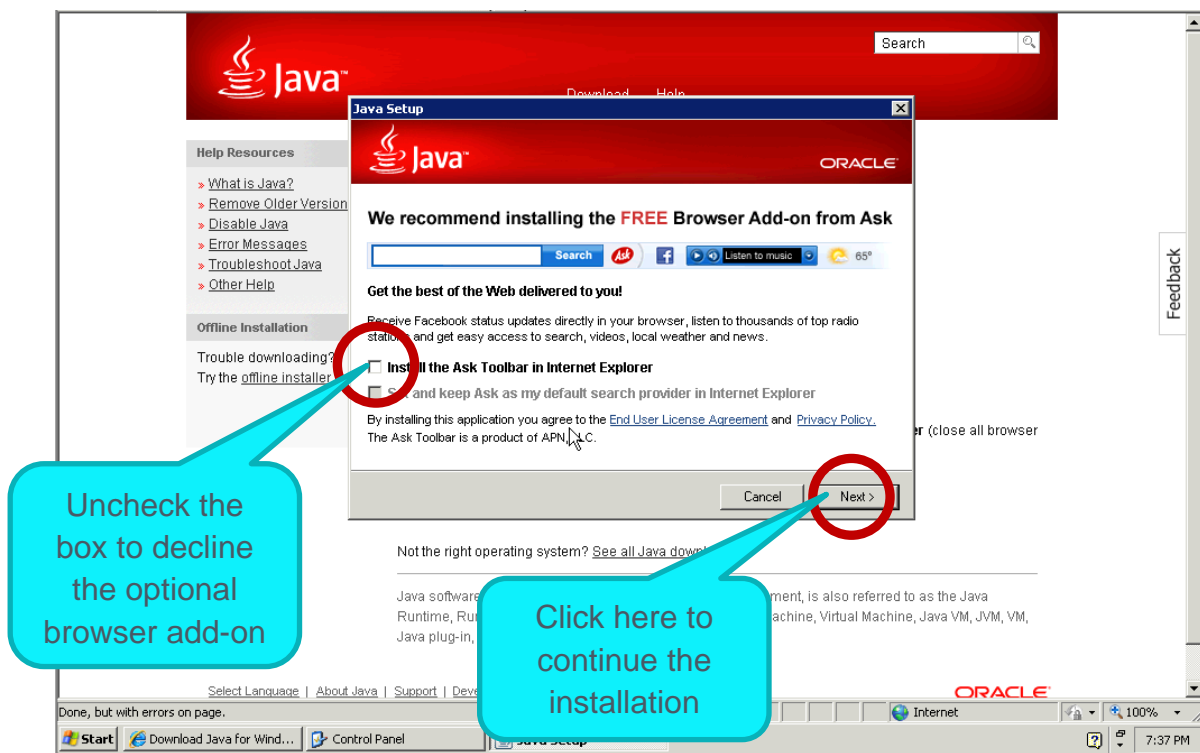 Java™
Search
Download Help
Help Resources
» What is Java?
» Remove Older Version
» Disable Java
» Error Messages
» Troubleshoot Java
» Other Help
Offline Installation
Trouble downloading?
Try the offline installer
Java Setup
Java™
ORACLE
We recommend installing the FREE Browser Add-on from Ask
Search Ask Listen to music 65°
Get the best of the Web delivered to you!
Receive Facebook status updates directly in your browser, listen to thousands of top radio
stations and get easy access to search, videos, local weather and news.
Install the Ask Toolbar in Internet Explorer
Set and keep Ask as my default search provider in Internet Explorer
By installing this application you agree to the End User License Agreement and Privacy Policy.
The Ask Toolbar is a product of APN, LLC.
Cancel Next >
(close all browser
Feedback
Uncheck the
box to decline
the optional
browser add-on
Not the right operating system? See all Java
Java software is also referred to as the Java
Runtime, Machine, Virtual Machine, Java VM, JVM, VM,
Java plug-in,
Click here to
continue the
installation
Select Language | About Java | Support |
ORACLE
Done, but with errors on page.
Internet
100%
Start
Download Java for Wind...
Control Panel
Java Setup
7:37 PM